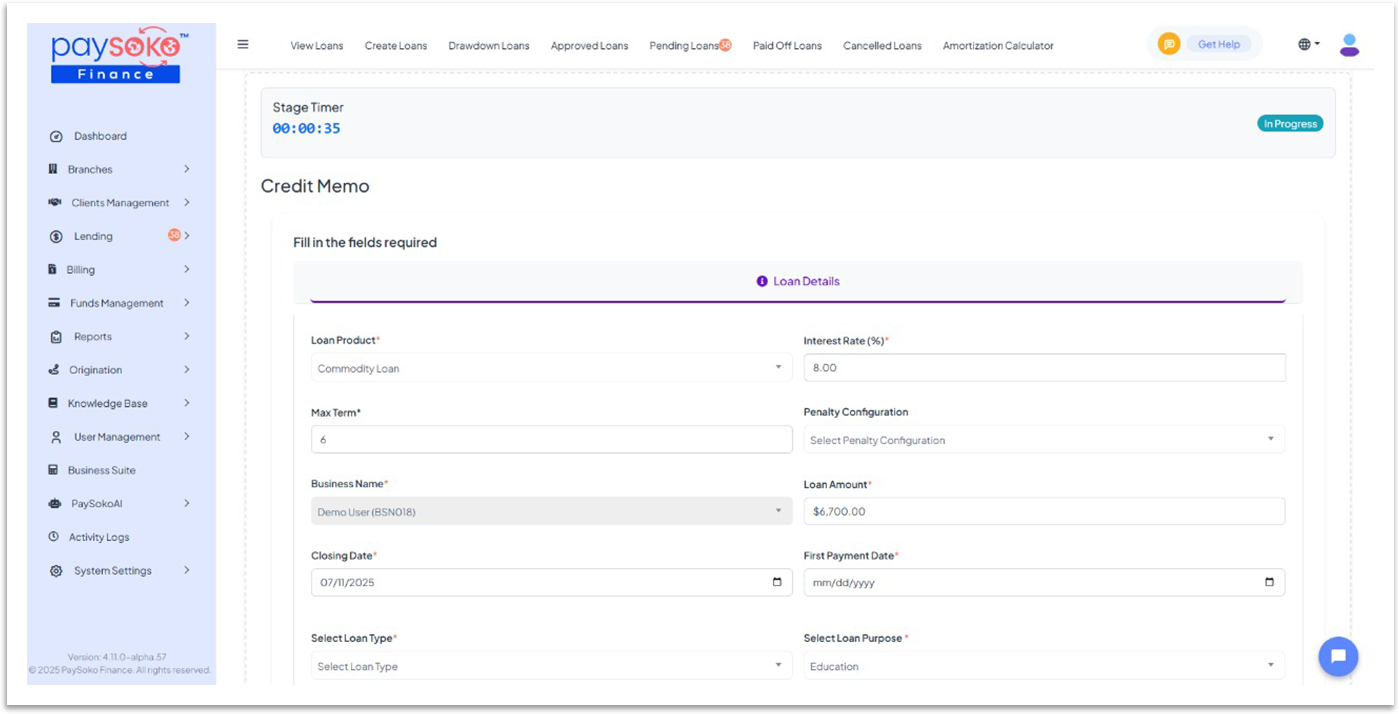 paysoko™
Finance
View Loans Create Loans Drawdown Loans Approved Loans Pending Loans 38 Paid Off Loans Cancelled Loans Amortization Calculator Get Help
Dashboard
Branches
Clients Management
Lending 38
Billing
Funds Management
Reports
Origination
Knowledge Base
User Management
Business Suite
PaySokoAI
Activity Logs
System Settings
Version: 4.11.0-alpha.57
© 2025 PaySoko Finance. All rights reserved.
Stage Timer
00:00:35
In Progress
Credit Memo
Fill in the fields required
Loan Details
Loan Product* Interest Rate (%)*
Commodity Loan 8.00
Max Term* Penalty Configuration
6 Select Penalty Configuration
Business Name* Loan Amount*
Demo User (BSN018) $6,700.00
Closing Date* First Payment Date*
07/11/2025 mm/dd/yyyy
Select Loan Type* Select Loan Purpose *
Select Loan Type Education